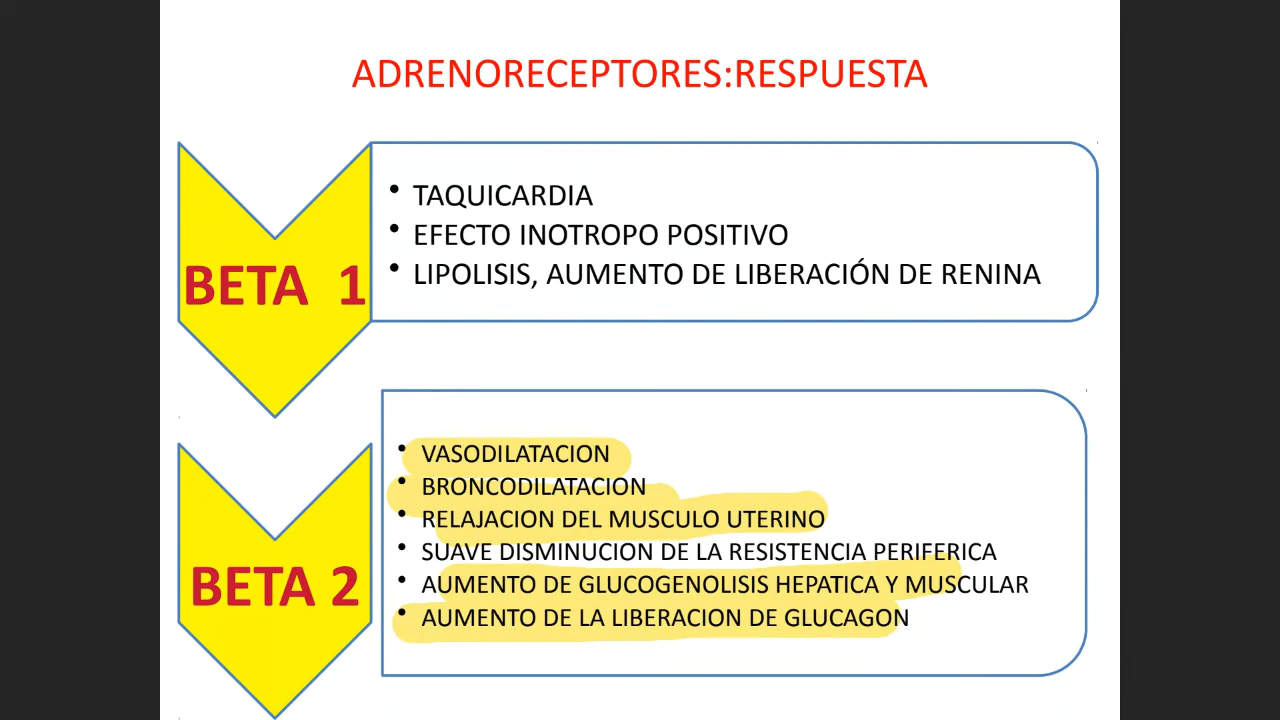 ADRENORECEPTORES:RESPUESTA
BETA 1
• TAQUICARDIA
• EFECTO INOTROPO POSITIVO
• LIPOLISIS, AUMENTO DE LIBERACIÓN DE RENINA
BETA 2
• VASODILATACION
• BRONCODILATACION
• RELAJACION DEL MUSCULO UTERINO
• SUAVE DISMINUCION DE LA RESISTENCIA PERIFERICA
• AUMENTO DE GLUCOGENOLISIS HEPATICA Y MUSCULAR
• AUMENTO DE LA LIBERACION DE GLUCAGON